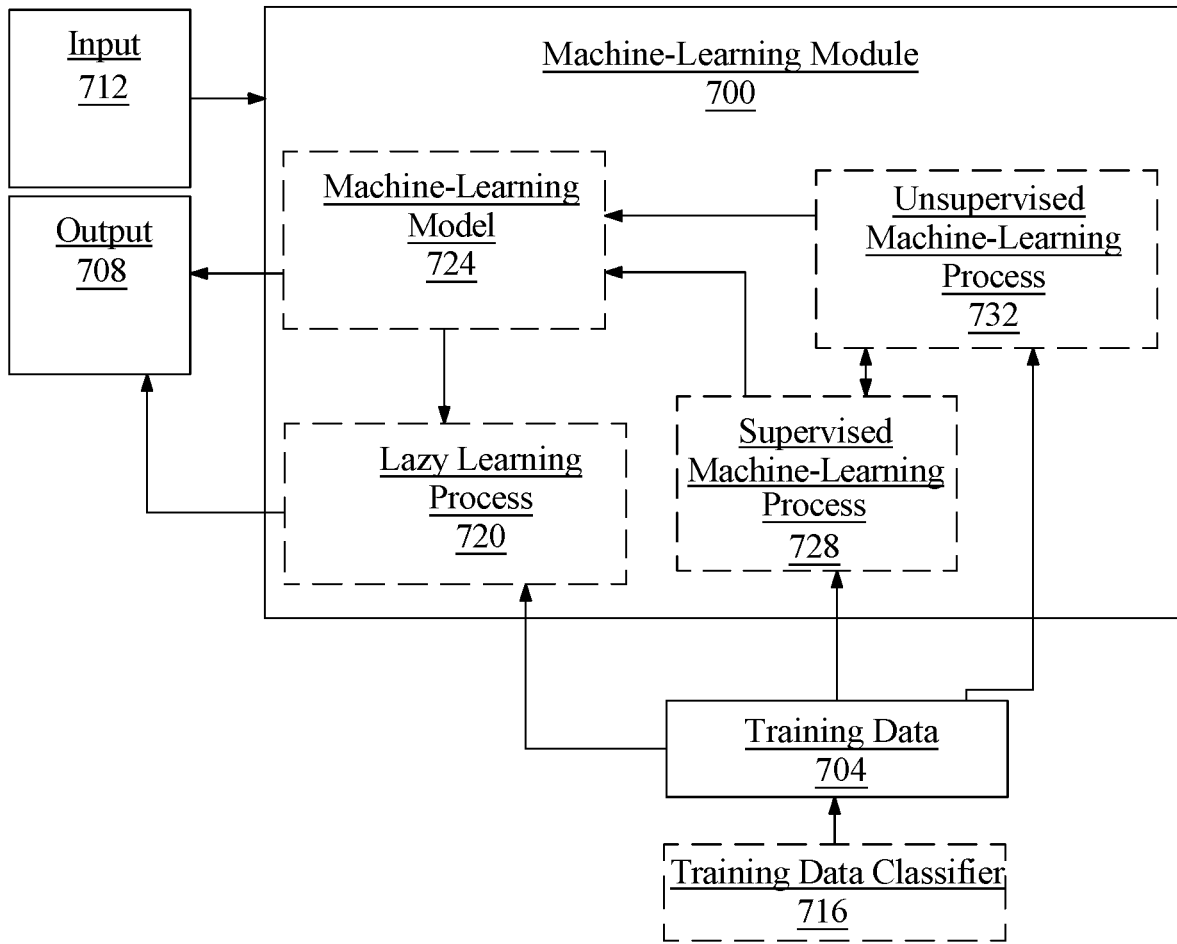 Input
712
Machine-Learning Module
700
Output
708
Machine-Learning
Model
724
Unsupervised
Machine-Learning
Process
732
Lazy Learning
Process
720
Supervised
Machine-Learning
Process
728
Training Data
704
Training Data Classifier
716